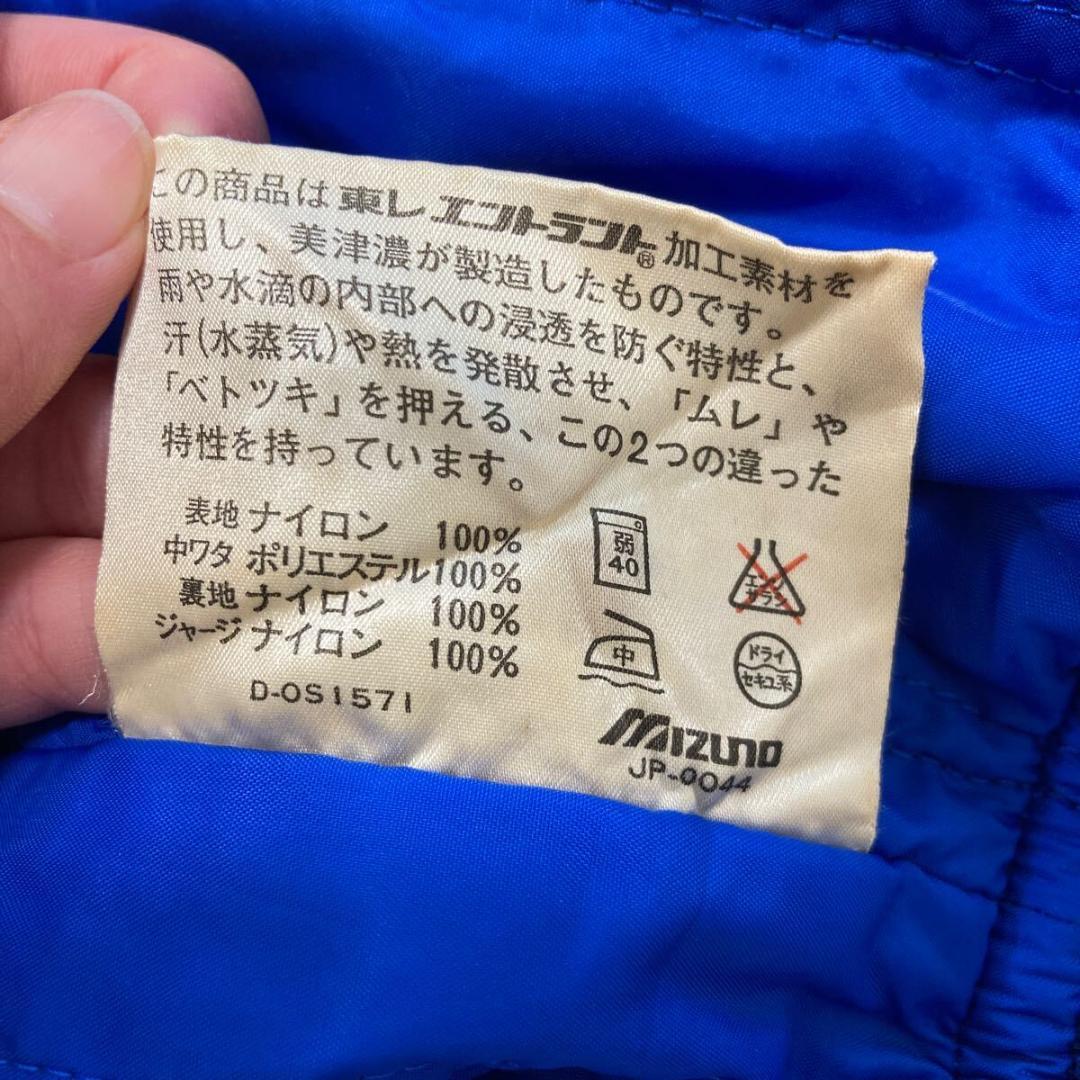 この商品は東レエントラント®加工素材を
使用し、美津濃が製造したものです。
雨や水滴の内部への浸透を防ぐ特性と、
汗(水蒸気)や熱を発散させ、「ムレ」や
「ベトツキ」を押える、この2つの違った
特性を持っています。
表地 ナイロン 100%
中ワタ ポリエステル 100%
裏地 ナイロン 100%
ジャージ ナイロン 100%
D-OS1571
弱
40
エンソ
サラシ
中
ドライ
セキユ系
MIZUNO
JP-0044